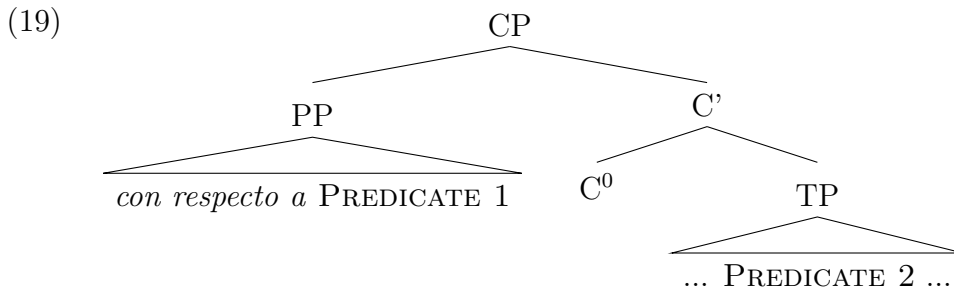 (19) CP
PP C’
con respecto a PREDICATE 1 C⁰ TP
... PREDICATE 2 ...